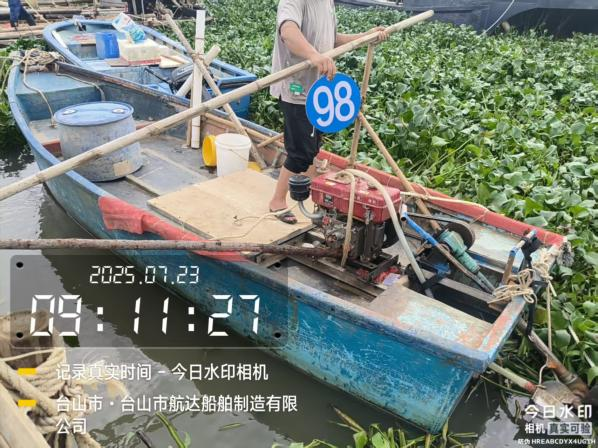 98
2025.07.23
09:11:27
记录真实时间 - 今日水印相机
台山市·台山市航达船舶制造有限
公司
今日水印
相机 真实可验
防伪 HREABCDYX4UGTH